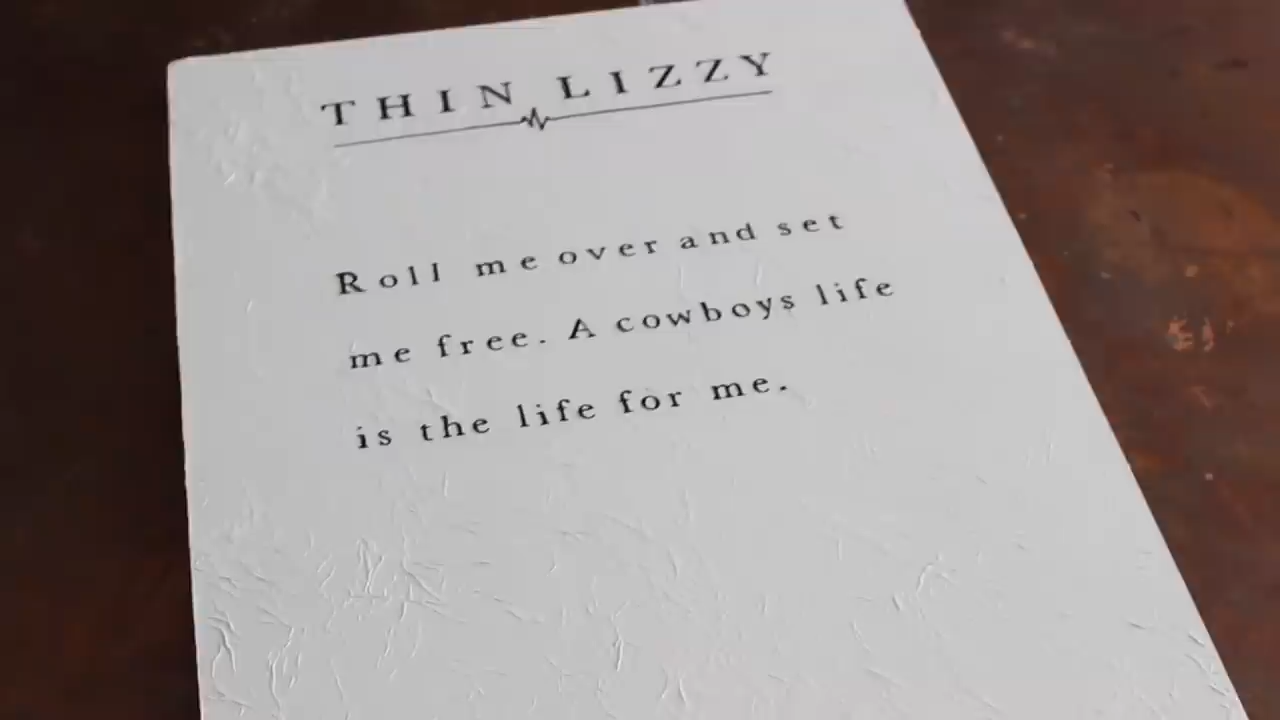 THIN LIZZY
Roll me over and set
me free. A cowboys life
is the life for me.